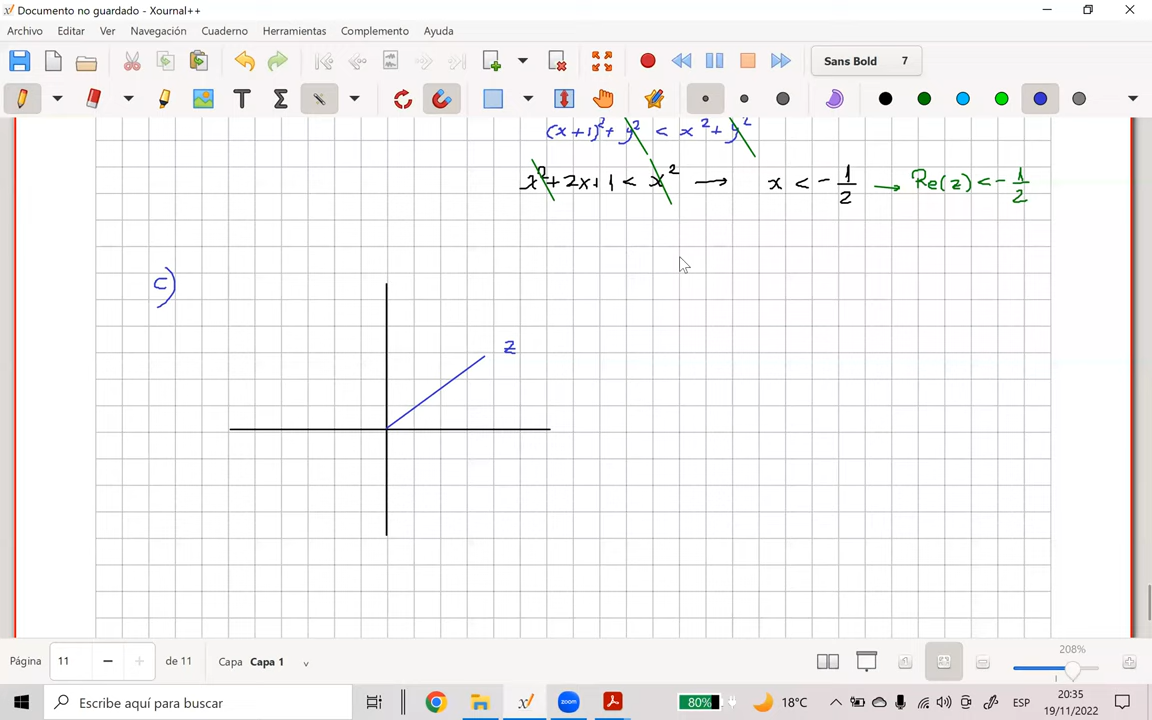 Documento no guardado - Xournal++
Archivo Editar Ver Navegación Cuaderno Herramientas Complemento Ayuda
Sans Bold 7
(x+1)²+y² < x²+y²
x²+2x+1 < x² → x < -1/2 → Re(z) < -1/2
c)
z
Página 11 de 11 Capa Capa 1
208%
Escribe aquí para buscar
80%
18°C
ESP
20:35
19/11/2022
zoom